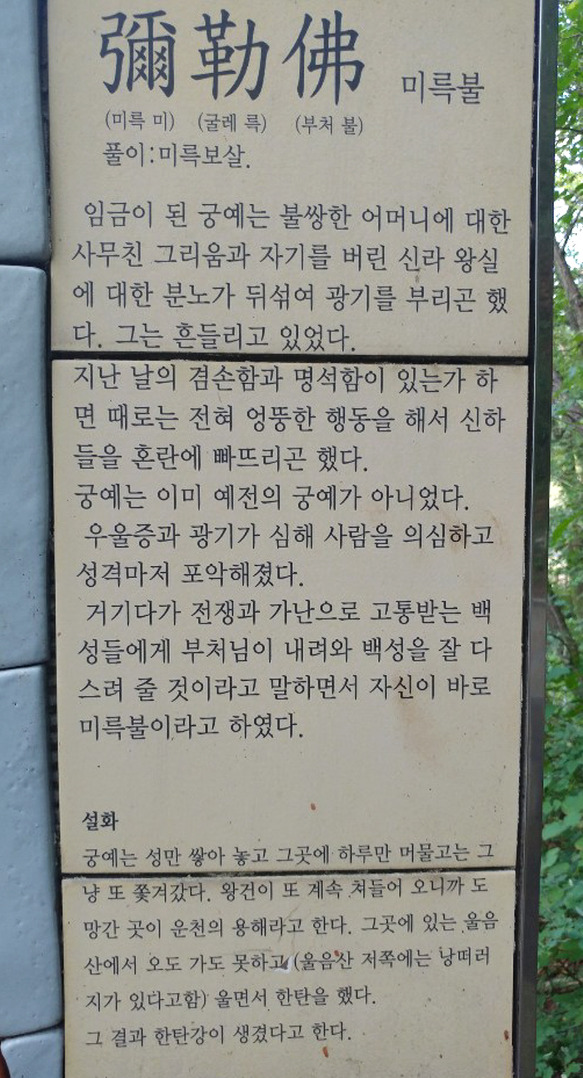 彌勒佛 미륵불
(미륵 미) (굴레 륵) (부처 불)
풀이:미륵보살.
임금이 된 궁예는 불쌍한 어머니에 대한
사무친 그리움과 자기를 버린 신라 왕실
에 대한 분노가 뒤섞여 광기를 부리곤 했
다. 그는 흔들리고 있었다.
지난 날의 겸손함과 명석함이 있는가 하
면 때로는 전혀 엉뚱한 행동을 해서 신하
들을 혼란에 빠뜨리곤 했다.
궁예는 이미 예전의 궁예가 아니었다.
우울증과 광기가 심해 사람을 의심하고
성격마저 포악해졌다.
거기다가 전쟁과 가난으로 고통받는 백
성들에게 부처님이 내려와 백성을 잘 다
스려 줄 것이라고 말하면서 자신이 바로
미륵불이라고 하였다.
설화
궁예는 성만 쌓아 놓고 그곳에 하루만 머물고는 그
냥 또 쫓겨갔다. 왕건이 또 계속 쳐들어 오니까 도
망간 곳이 운천의 용해라고 한다. 그곳에 있는 울음
산에서 오도 가도 못하고 (울음산 저쪽에는 낭떠러
지가 있다고함) 울면서 한탄을 했다.
그 결과 한탄강이 생겼다고 한다.